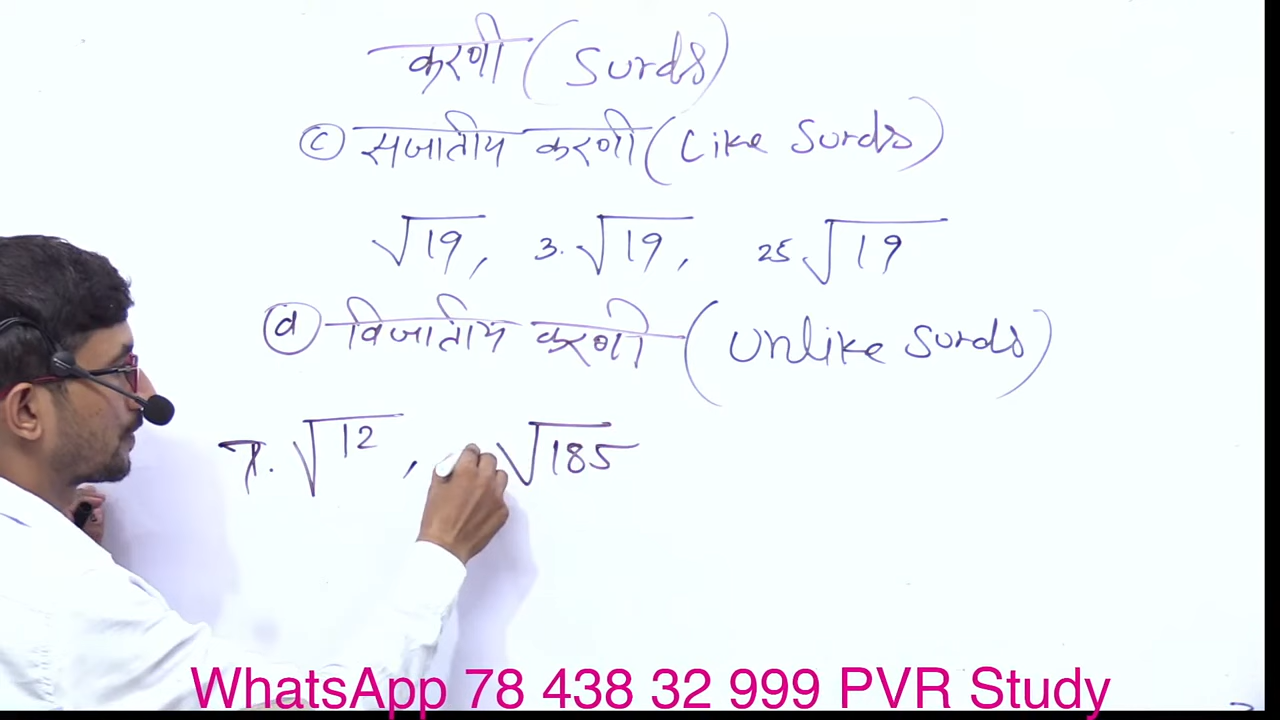 करणी (Surds)
c सजातीय करणी (Like Surds)
√19, 3.√19, 25√19
d विजातीय करणी (Unlike Surds)
7.√12, √185
WhatsApp 78 438 32 999 PVR Study